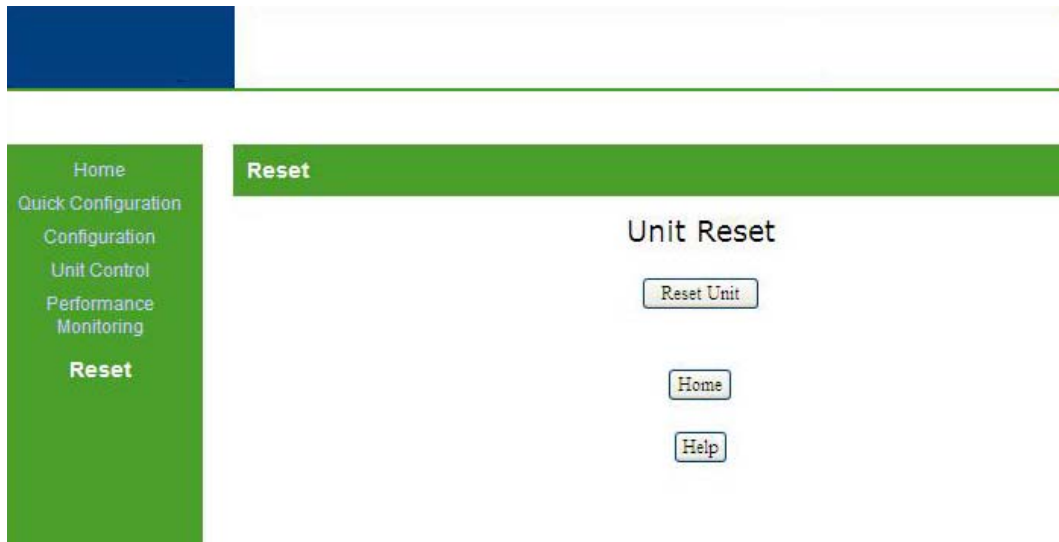 Home
Quick Configuration
Configuration
Unit Control
Performance
Monitoring
Reset
Reset
Unit Reset
Reset Unit
Home
Help